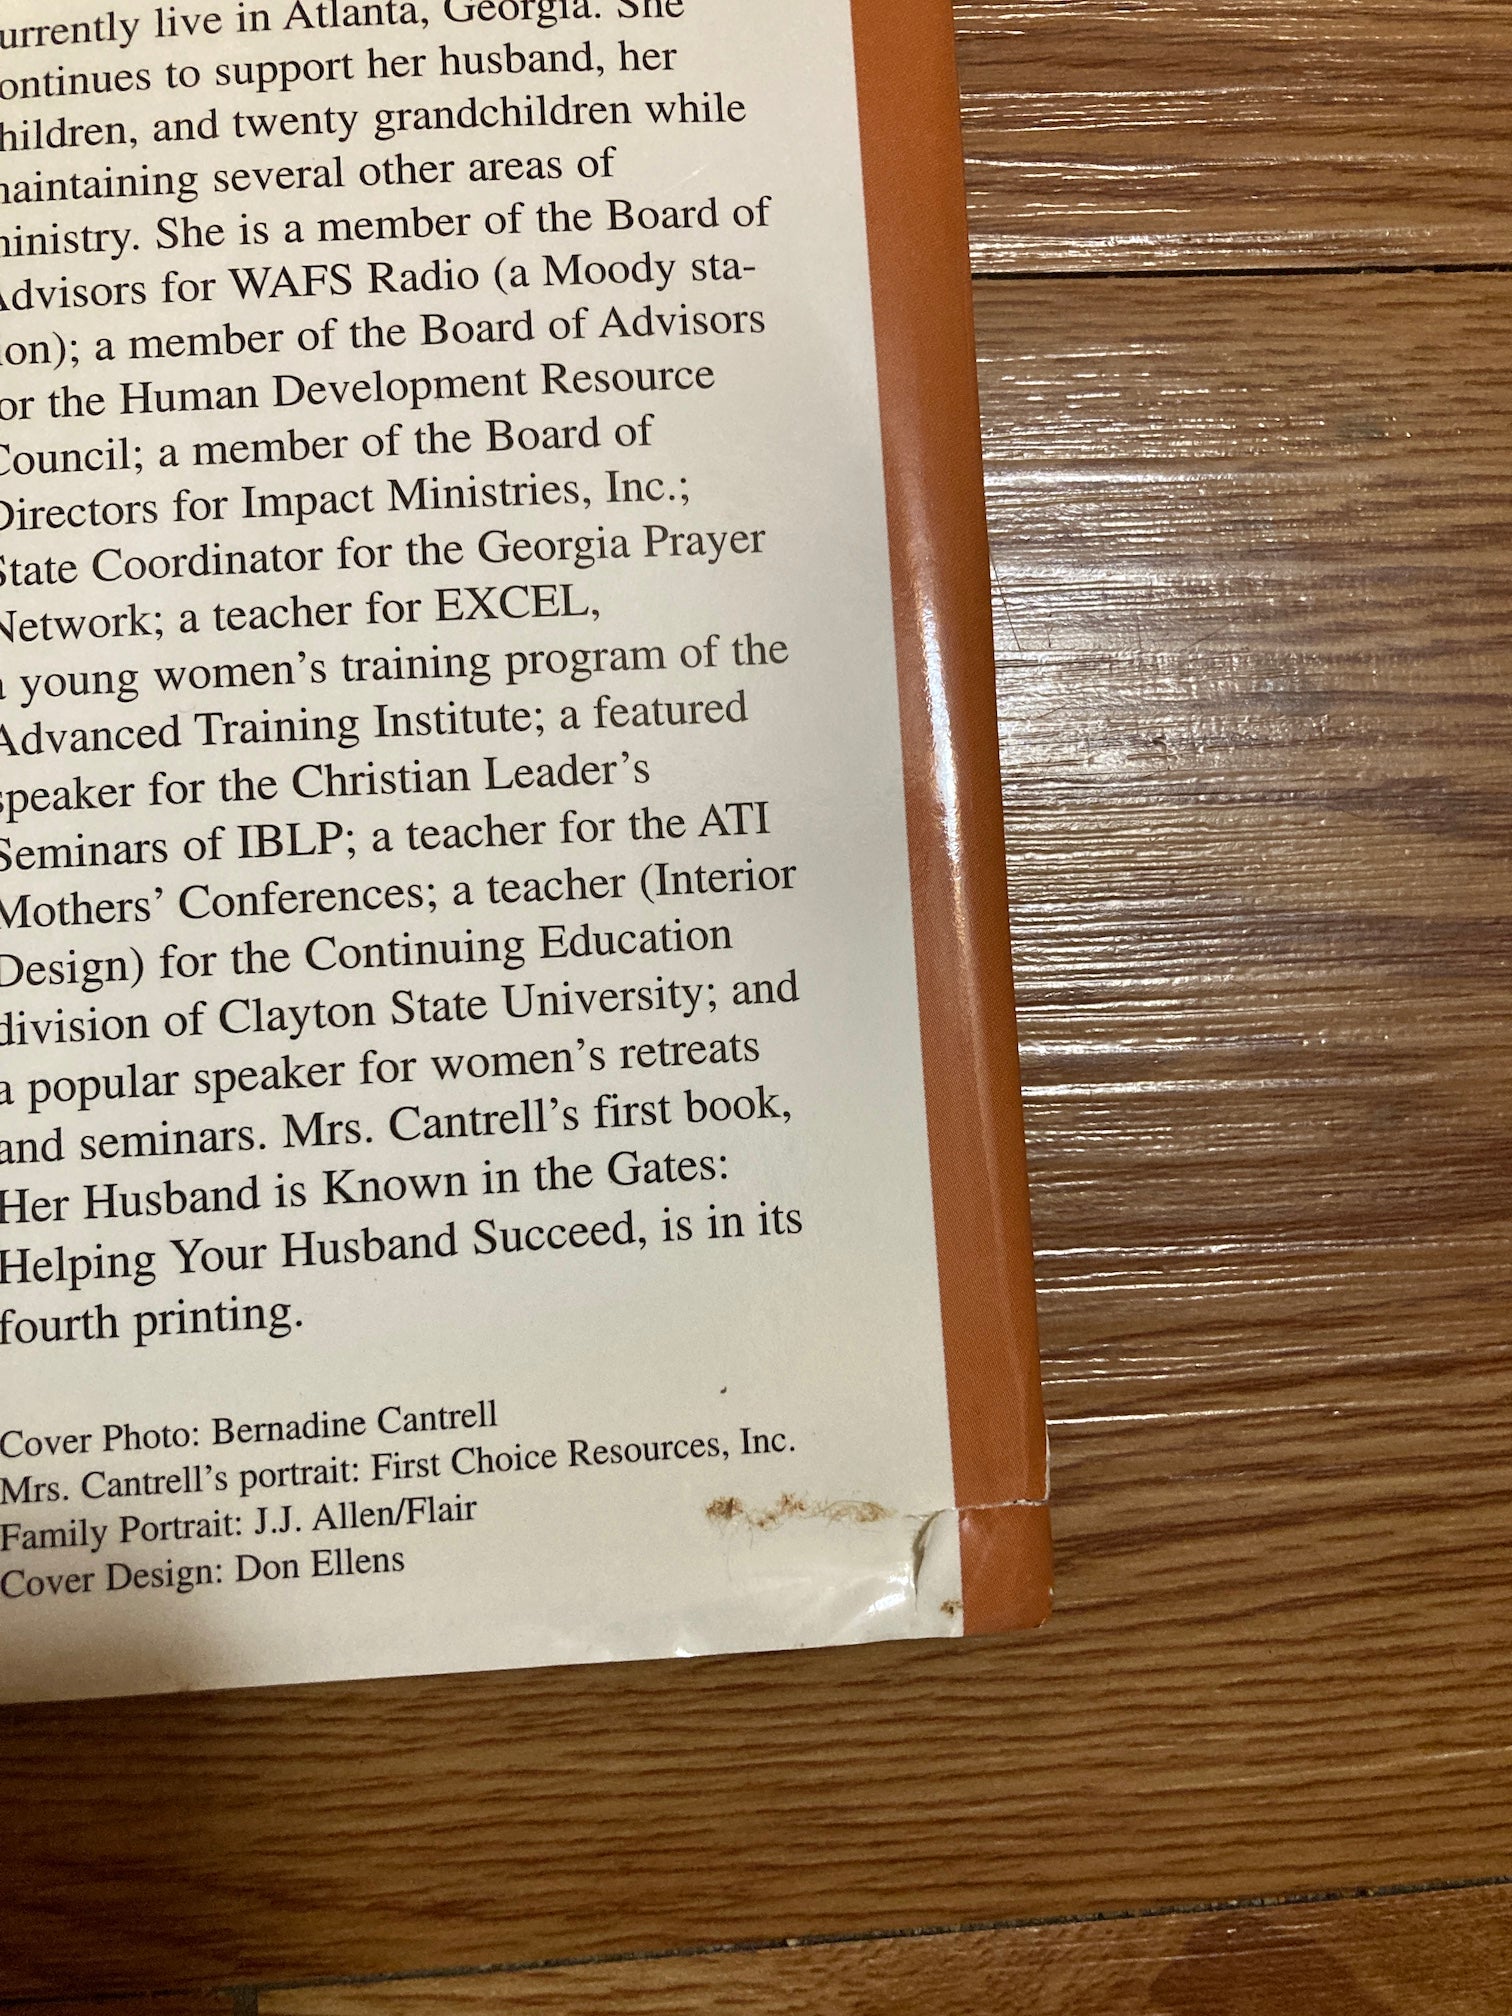 urrently live in Atlanta, Georgia. She
ontinues to support her husband, her
hildren, and twenty grandchildren while
aintaining several other areas of
inistry. She is a member of the Board of
Advisors for WAFS Radio (a Moody sta-
ion); a member of the Board of Advisors
or the Human Development Resource
Council; a member of the Board of
Directors for Impact Ministries, Inc.;
State Coordinator for the Georgia Prayer
Network; a teacher for EXCEL,
a young women's training program of the
Advanced Training Institute; a featured
speaker for the Christian Leader's
Seminars of IBLP; a teacher for the ATI
Mothers' Conferences; a teacher (Interior
Design) for the Continuing Education
division of Clayton State University; and
a popular speaker for women's retreats
and seminars. Mrs. Cantrell's first book,
Her Husband is Known in the Gates:
Helping Your Husband Succeed, is in its
fourth printing.
Cover Photo: Bernadine Cantrell
Mrs. Cantrell's portrait: First Choice Resources, Inc.
Family Portrait: J.J. Allen/Flair
Cover Design: Don Ellens